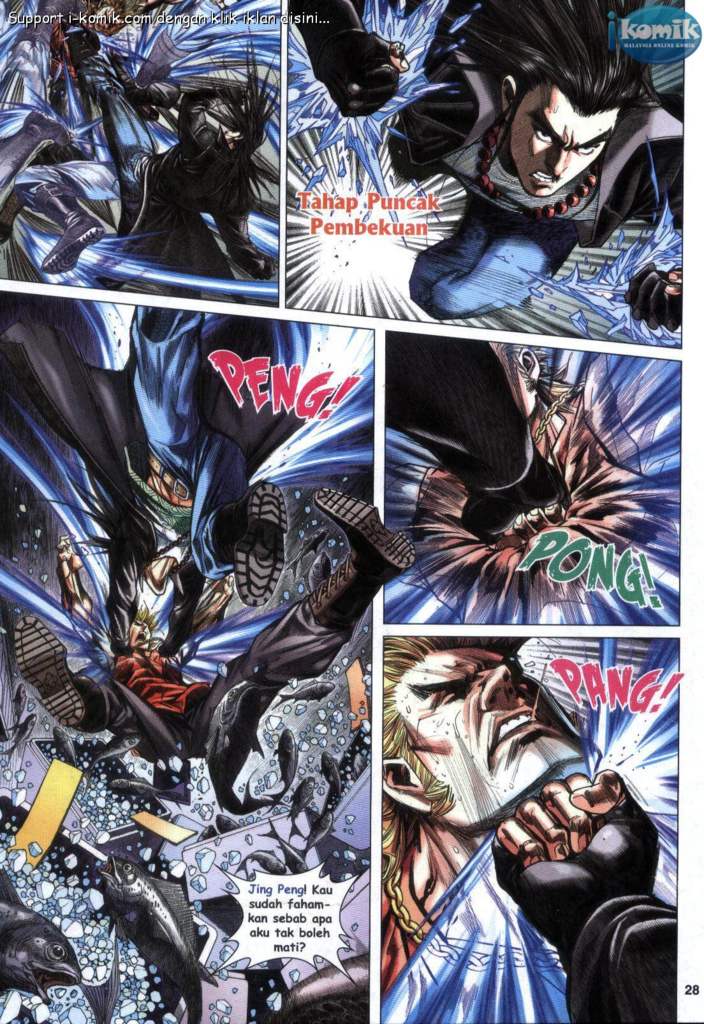 Support i-komik.com/dengan klik iklan disini...
ikomik
MALAYSIA ONLINE KOMIK
Tahap Puncak
Pembekuan
PENG!
PONG!
PANG!
Jing Peng! Kau
sudah faham-
kan sebab apa
aku tak boleh
mati?
28